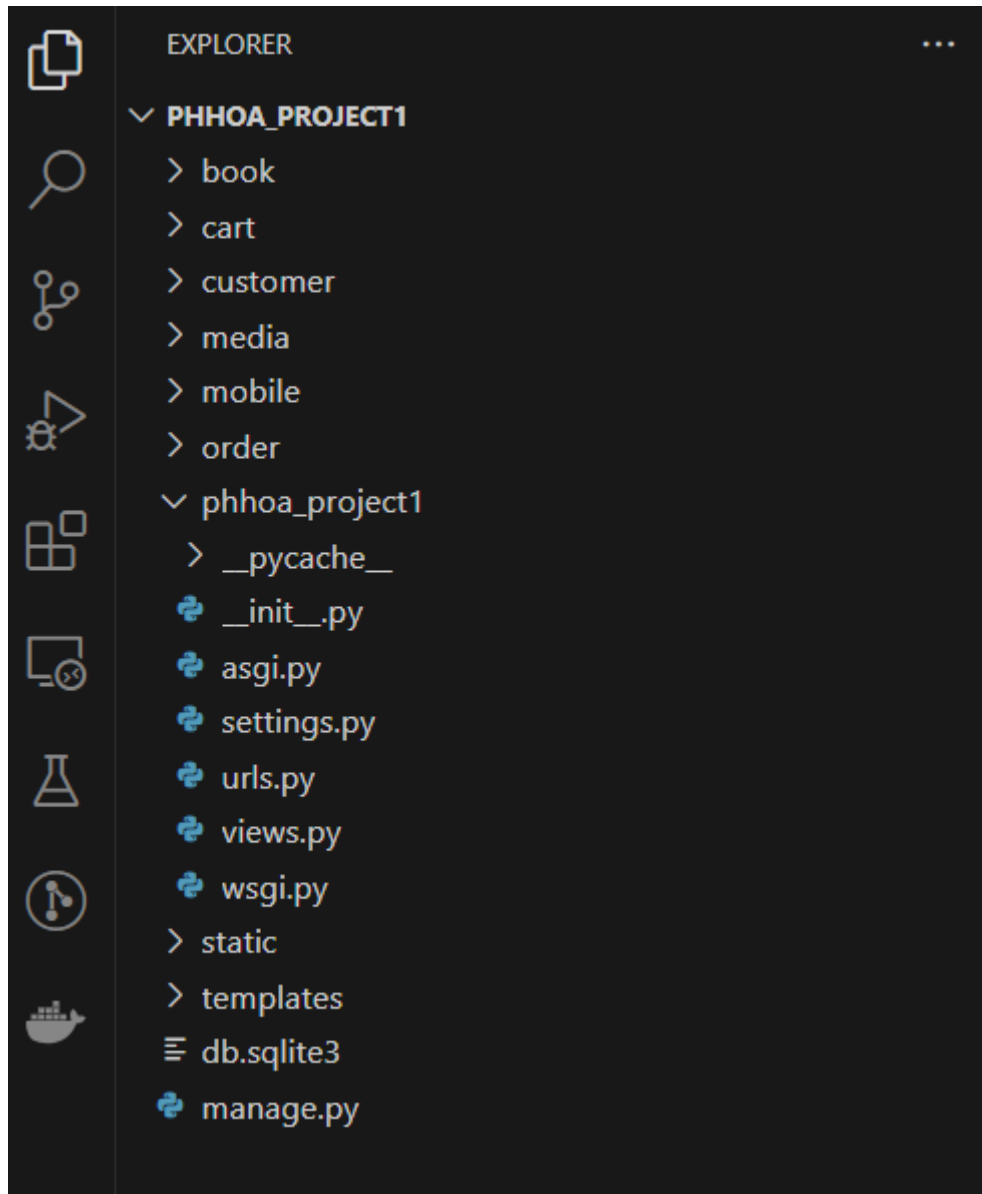 EXPLORER
PHHOA_PROJECT1
book
cart
customer
media
mobile
order
phhoa_project1
__pycache__
__init__.py
asgi.py
settings.py
urls.py
views.py
wsgi.py
static
templates
db.sqlite3
manage.py